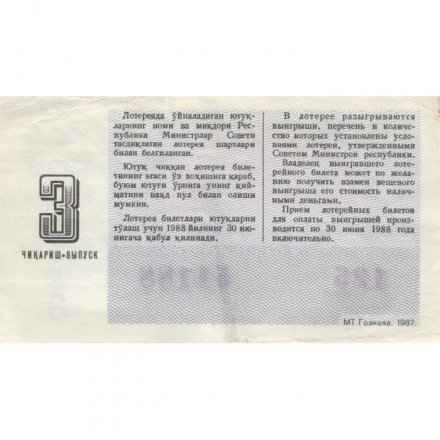 Лотереяда ўйналадиган ютуқ-
ларнинг номи ва миқдори Рес-
публика Министрлар Совети
тасдиқлаган лотерея шартлари
билан белгиланган.
Ютуқ чиққан лотерея биле-
тининг эгаси ўз хоҳишига қараб,
буюм ютуғи ўрнига унинг қий-
матини нақд пул билан олиши
мумкин.
Лотерея билетлари ютуқларни
тўлаш учун 1988 йилнинг 30 ию-
нигача қабул қилинади.
В лотерее разыгрываются
выигрыши, перечень и количе-
ство которых установлены усло-
виями лотереи, утвержденными
Советом Министров республики.
Владелец выигравшего лоте-
рейного билета может по жела-
нию получить взамен вещевого
выигрыша его стоимость налич-
ными деньгами.
Прием лотерейных билетов
для оплаты выигрышей произво-
дится по 30 июня 1988 года
включительно.
3
ЧИҚАРИШ•ВЫПУСК
МТ Гознака. 1987.